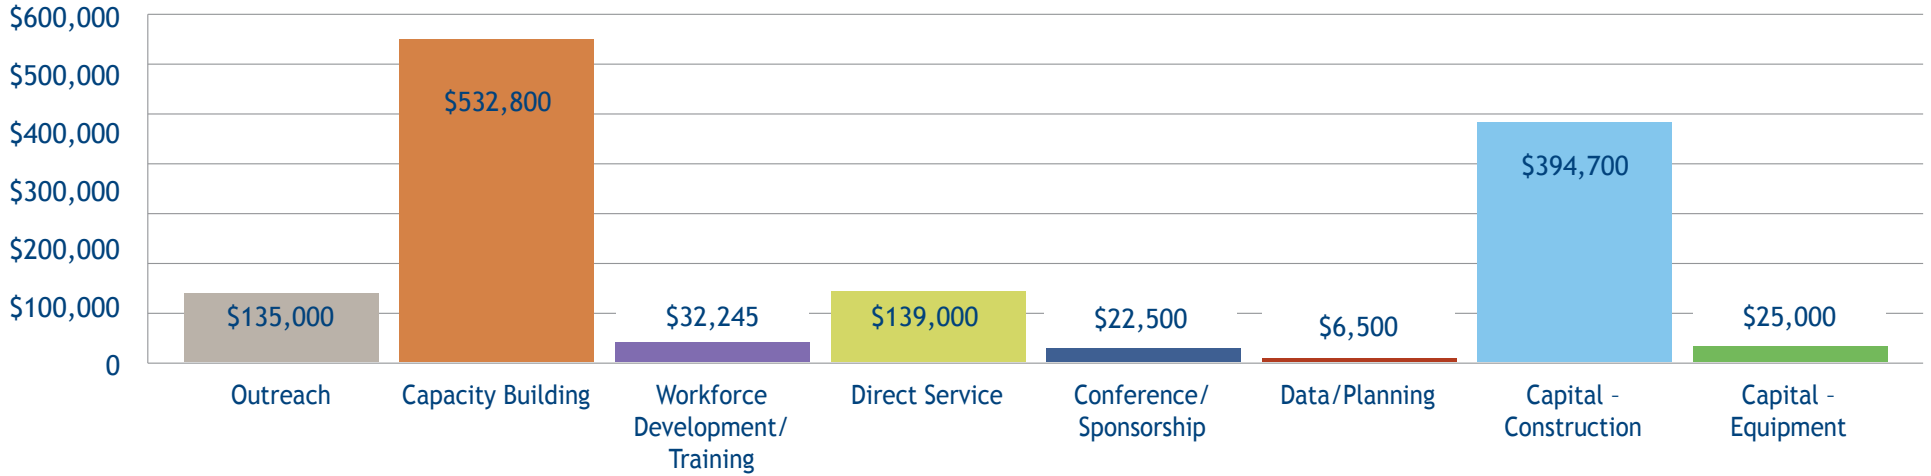 $600,000
$500,000
$400,000
$300,000
$200,000
$100,000
0
$135,000
$532,800
$32,245
$139,000
$22,500
$6,500
$394,700
$25,000
Outreach
Capacity Building
Workforce
Development/
Training
Direct Service
Conference/
Sponsorship
Data/Planning
Capital –
Construction
Capital –
Equipment